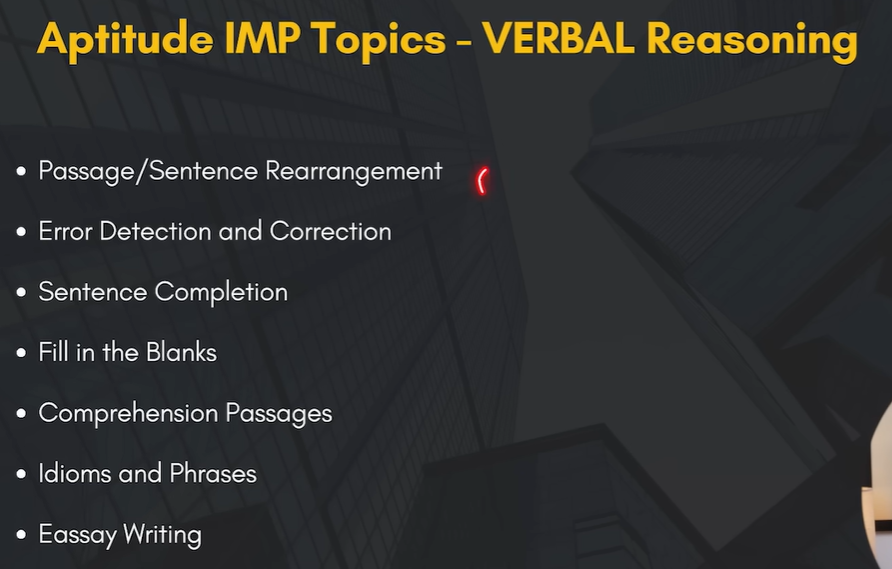 Aptitude IMP Topics - VERBAL Reasoning
• Passage/Sentence Rearrangement
• Error Detection and Correction
• Sentence Completion
• Fill in the Blanks
• Comprehension Passages
• Idioms and Phrases
• Eassay Writing